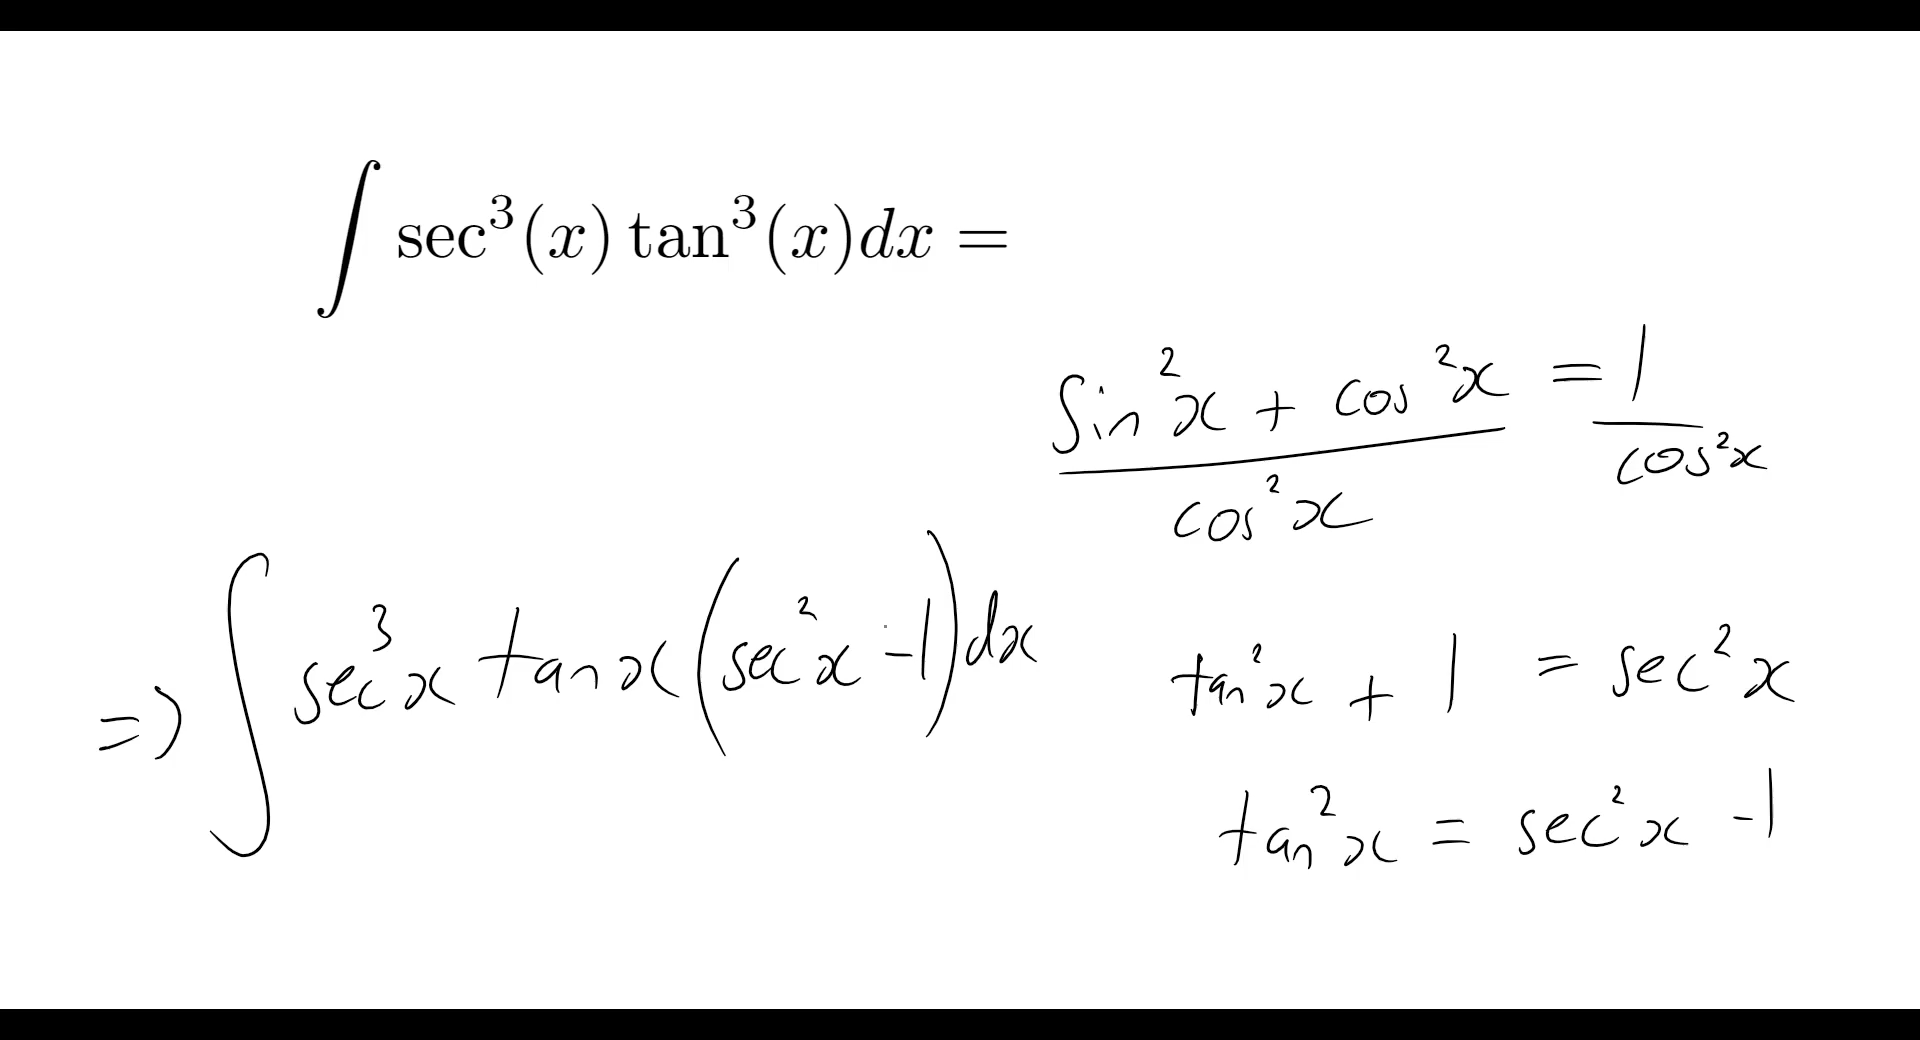 ∫ sec³(x) tan³(x)dx =
sin²x + cos²x / cos²x = 1 / cos²x
=> ∫ sec³x tanx (sec²x - 1) dx
tan²x + 1 = sec²x
tan²x = sec²x - 1